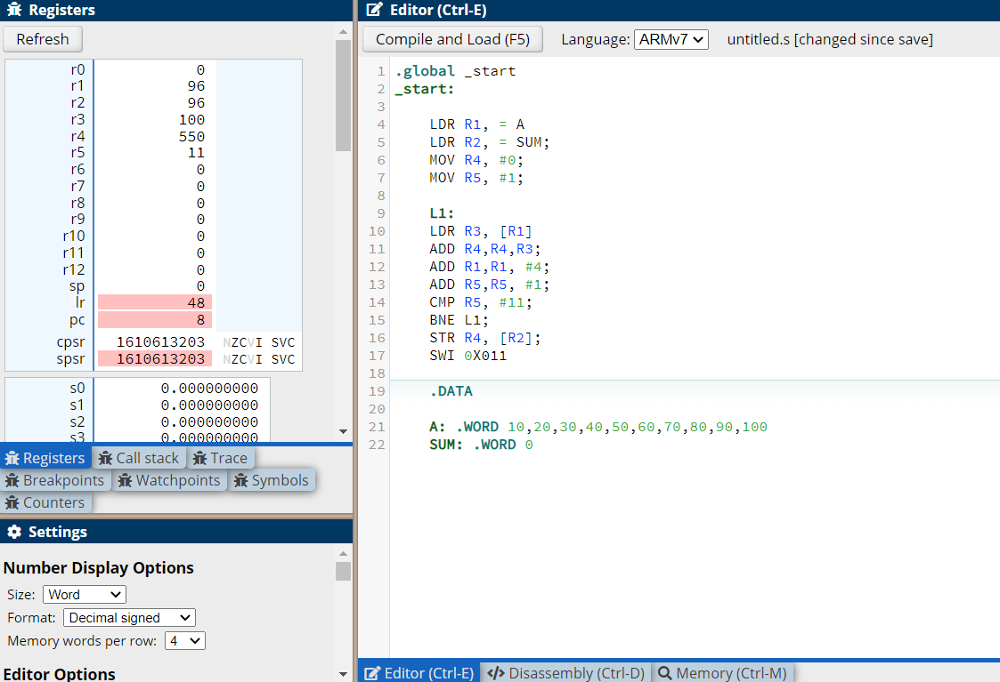 Registers
Refresh
r0 0
r1 96
r2 96
r3 100
r4 550
r5 11
r6 0
r7 0
r8 0
r9 0
r10 0
r11 0
r12 0
sp 0
lr 48
pc 8
cpsr 1610613203 NZCVI SVC
spsr 1610613203 NZCVI SVC
s0 0.000000000
s1 0.000000000
s2 0.000000000
s3 0.000000000
Registers Call stack Trace
Breakpoints Watchpoints Symbols
Counters
Settings
Number Display Options
Size: Word
Format: Decimal signed
Memory words per row: 4
Editor Options
Editor (Ctrl-E)
Compile and Load (F5) Language: ARMv7 untitled.s [changed since save]
1 .global _start
2 _start:
3
4 LDR R1, = A
5 LDR R2, = SUM;
6 MOV R4, #0;
7 MOV R5, #1;
8
9 L1:
10 LDR R3, [R1]
11 ADD R4,R4,R3;
12 ADD R1,R1, #4;
13 ADD R5,R5, #1;
14 CMP R5, #11;
15 BNE L1;
16 STR R4, [R2];
17 SWI 0X011
18
19 .DATA
20
21 A: .WORD 10,20,30,40,50,60,70,80,90,100
22 SUM: .WORD 0
Editor (Ctrl-E) Disassembly (Ctrl-D) Memory (Ctrl-M)